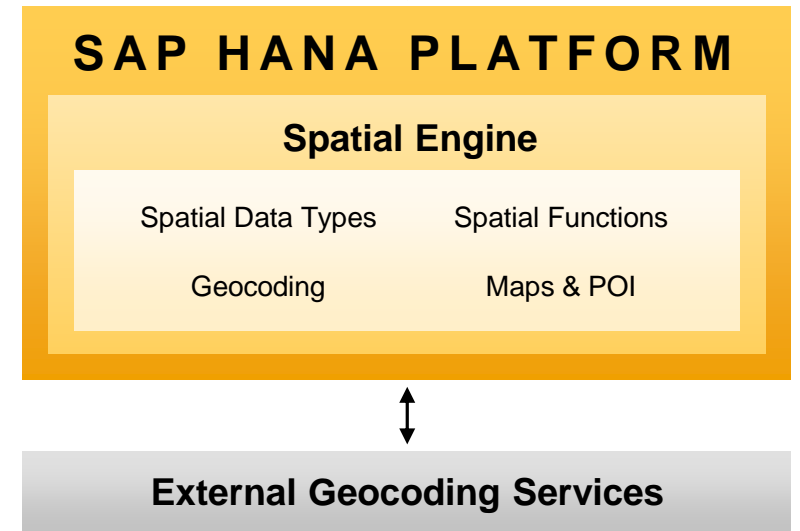 SAP HANA PLATFORM
Spatial Engine
Spatial Data Types Spatial Functions
Geocoding Maps & POI
External Geocoding Services